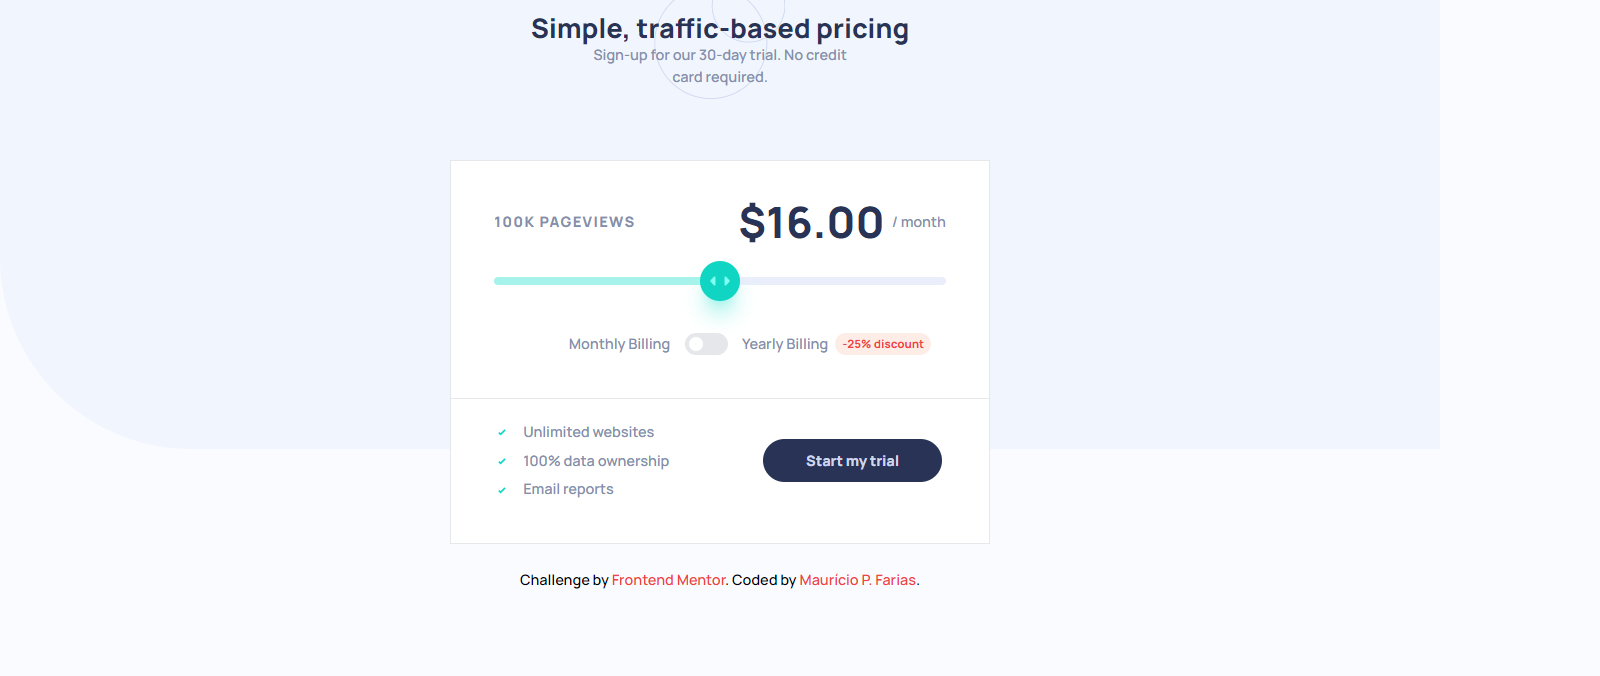 Simple, traffic-based pricing
Sign-up for our 30-day trial. No credit
card required.
100K PAGEVIEWS
$16.00 / month
Monthly Billing
Yearly Billing
-25% discount
Unlimited websites
100% data ownership
Email reports
Start my trial
Challenge by Frontend Mentor. Coded by Maurício P. Farias.